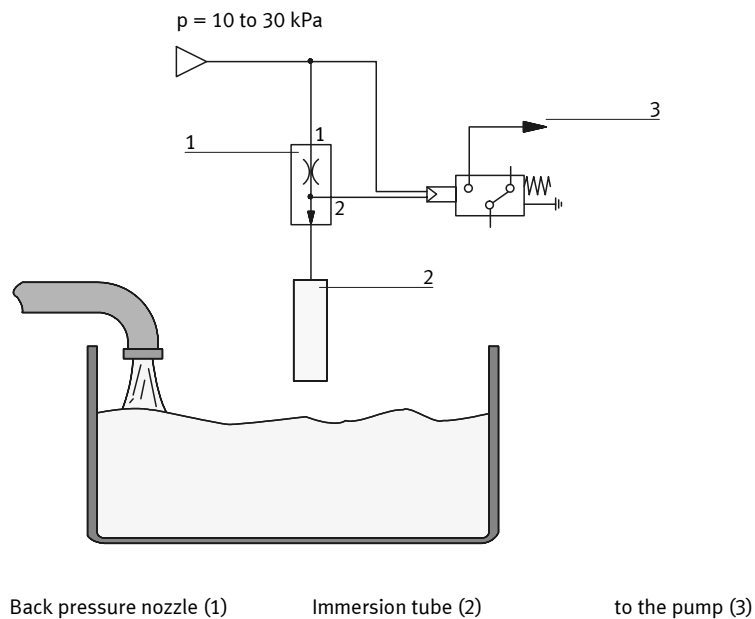 p = 10 to 30 kPa
3
1
1
2
2
Back pressure nozzle (1) Immersion tube (2) to the pump (3)